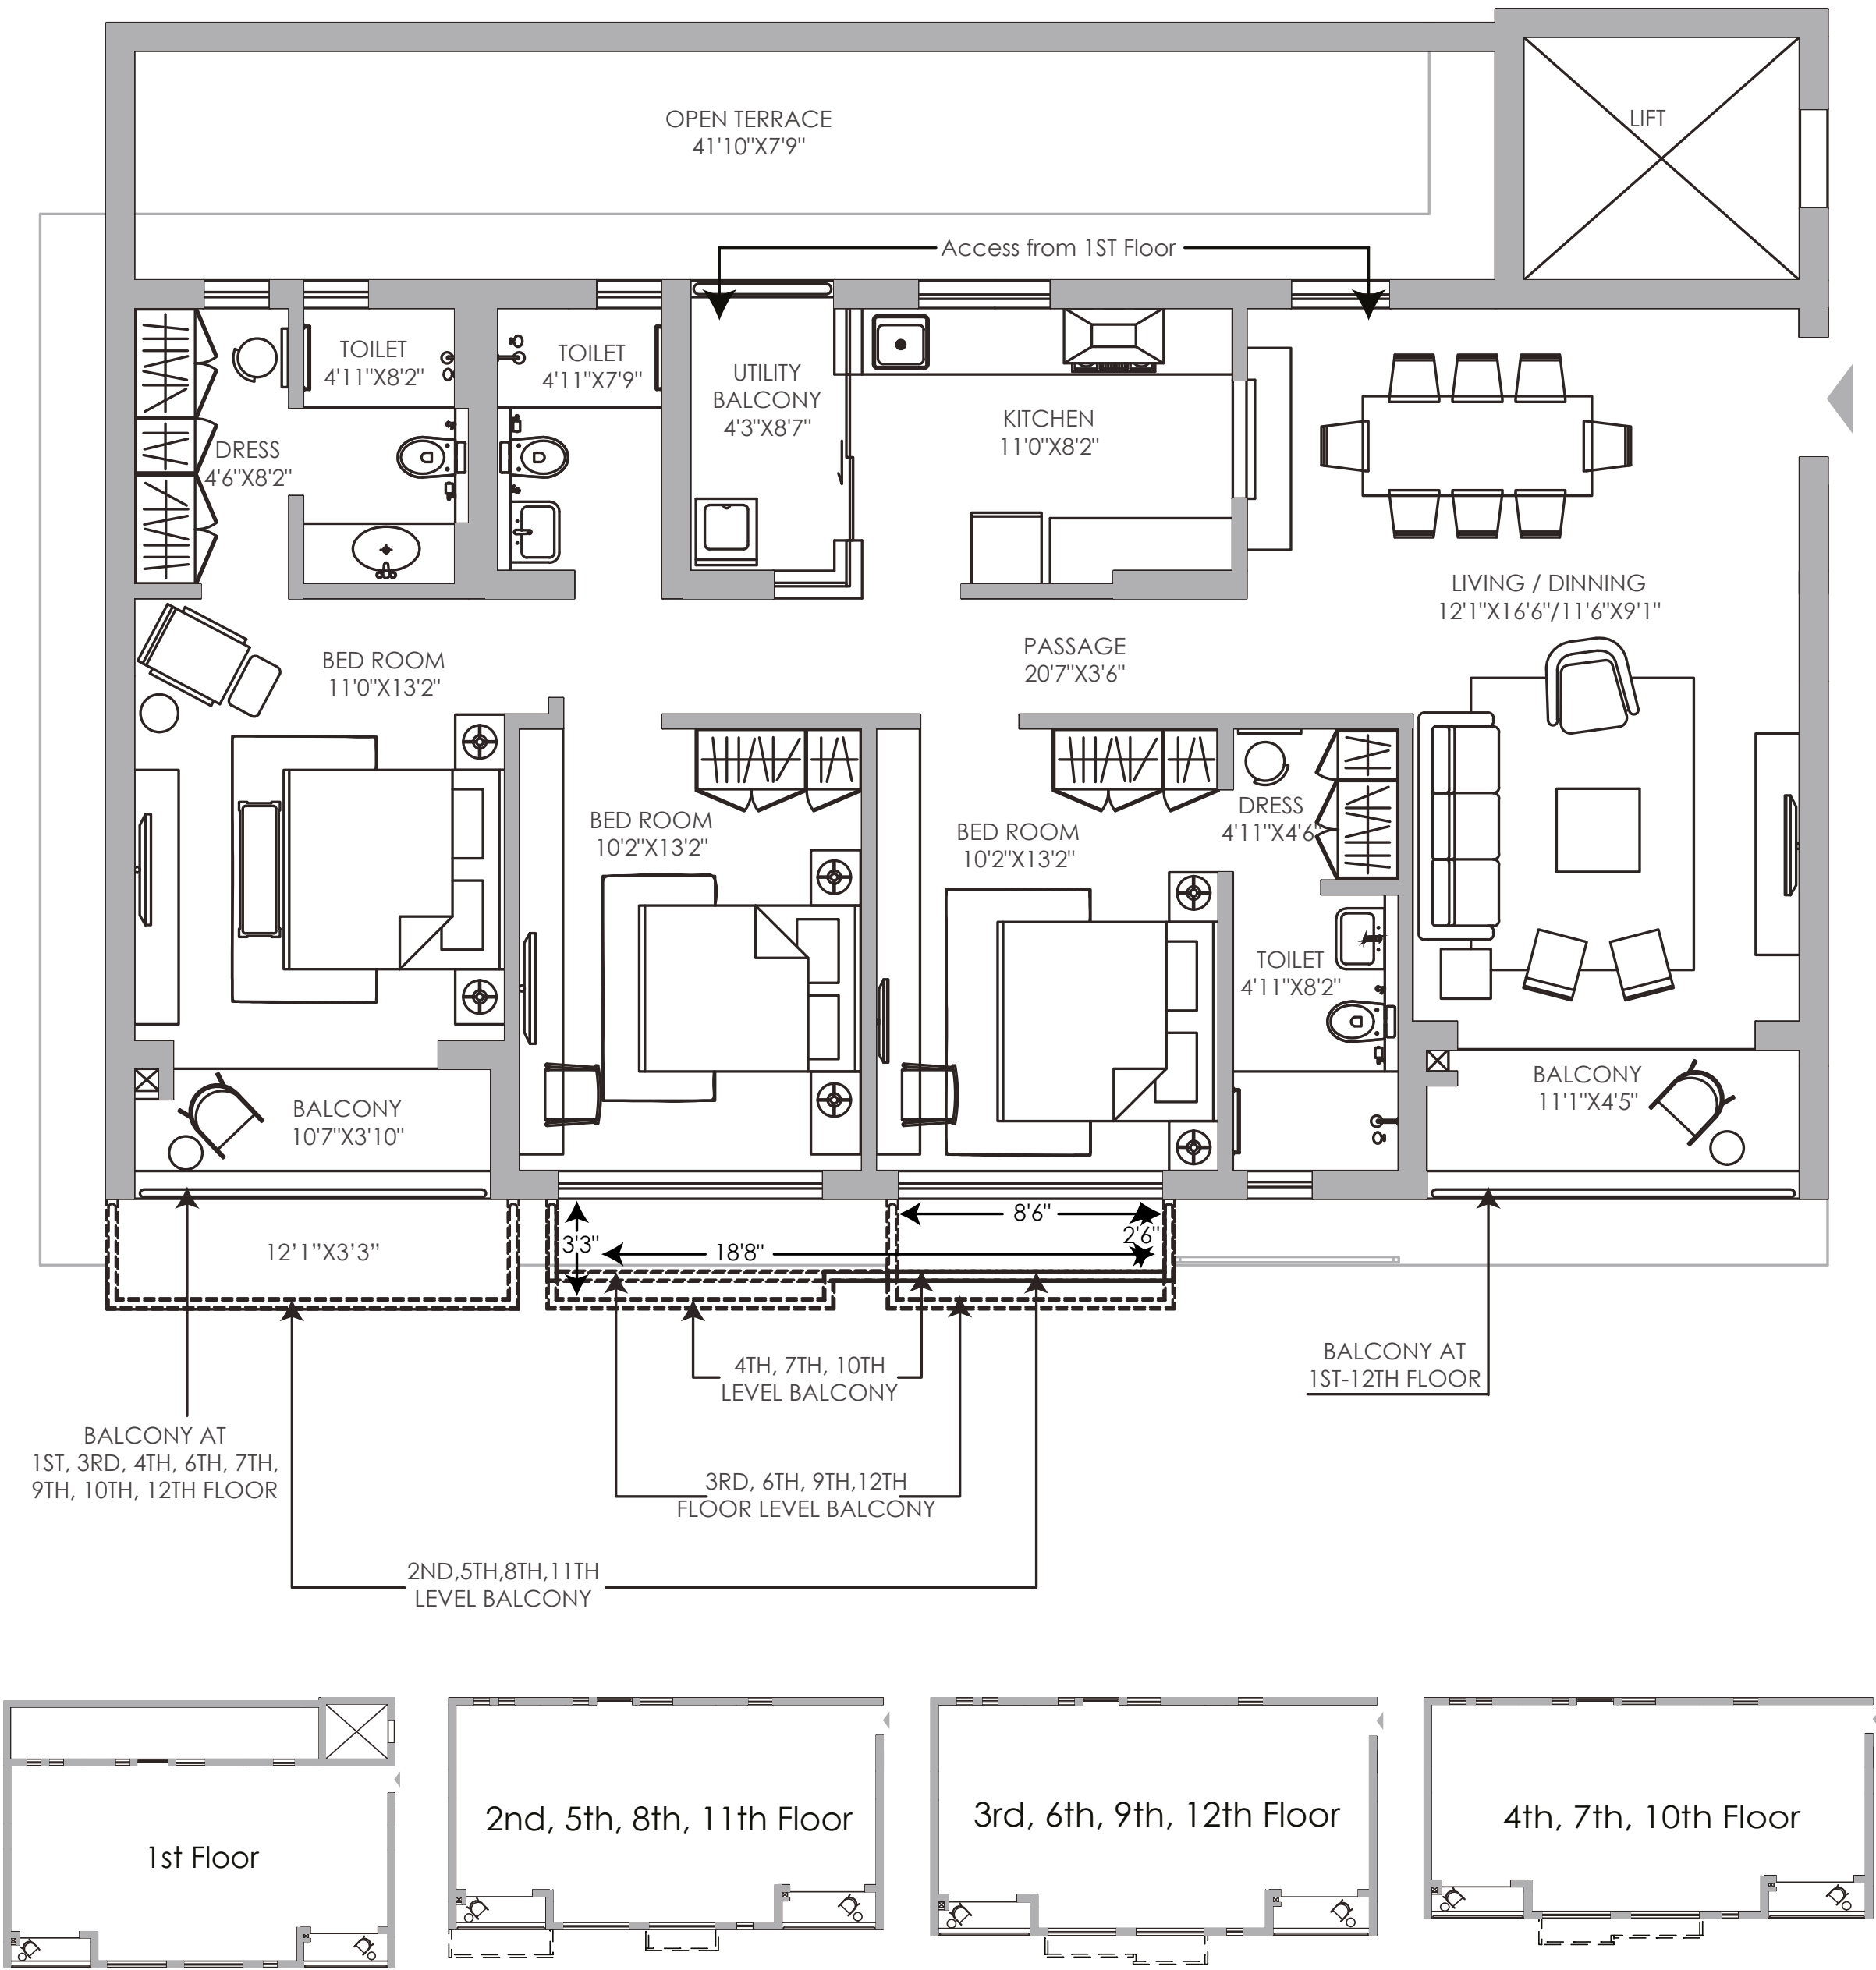 OPEN TERRACE
41'10"X7'9"
LIFT
Access from 1ST Floor
TOILET
4'11"X8'2"
TOILET
4'11"X7'9"
UTILITY
BALCONY
4'3"X8'7"
KITCHEN
11'0"X8'2"
DRESS
4'6"X8'2"
LIVING / DINNING
12'1"X16'6"/11'6"X9'1"
BED ROOM
11'0"X13'2"
PASSAGE
20'7"X3'6"
BED ROOM
10'2"X13'2"
BED ROOM
10'2"X13'2"
DRESS
4'11"X4'6"
TOILET
4'11"X8'2"
BALCONY
10'7"X3'10"
BALCONY
11'1"X4'5"
8'6"
2'6"
3'3"
18'8"
12'1"X3'3"
4TH, 7TH, 10TH
LEVEL BALCONY
BALCONY AT
1ST-12TH FLOOR
BALCONY AT
1ST, 3RD, 4TH, 6TH, 7TH,
9TH, 10TH, 12TH FLOOR
3RD, 6TH, 9TH,12TH
FLOOR LEVEL BALCONY
2ND,5TH,8TH,11TH
LEVEL BALCONY
1st Floor
2nd, 5th, 8th, 11th Floor
3rd, 6th, 9th, 12th Floor
4th, 7th, 10th Floor